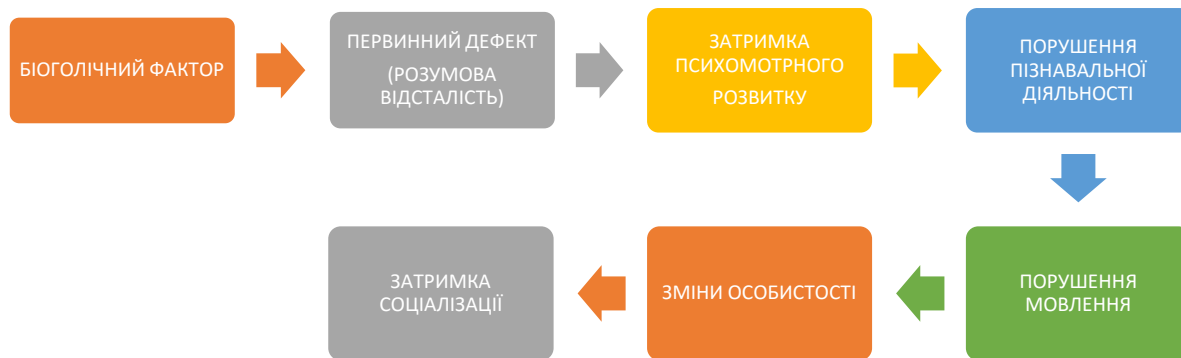 БІОГОЛІЧНИЙ ФАКТОР
ПЕРВИННИЙ ДЕФЕКТ
(РОЗУМОВА
ВІДСТАЛІСТЬ)
ЗАТРИМКА
ПСИХОМОТРНОГО
РОЗВИТКУ
ПОРУШЕННЯ
ПІЗНАВАЛЬНОЇ
ДІЯЛЬНОСТІ
ПОРУШЕННЯ
МОВЛЕННЯ
ЗМІНИ ОСОБИСТОСТІ
ЗАТРИМКА
СОЦІАЛІЗАЦІЇ